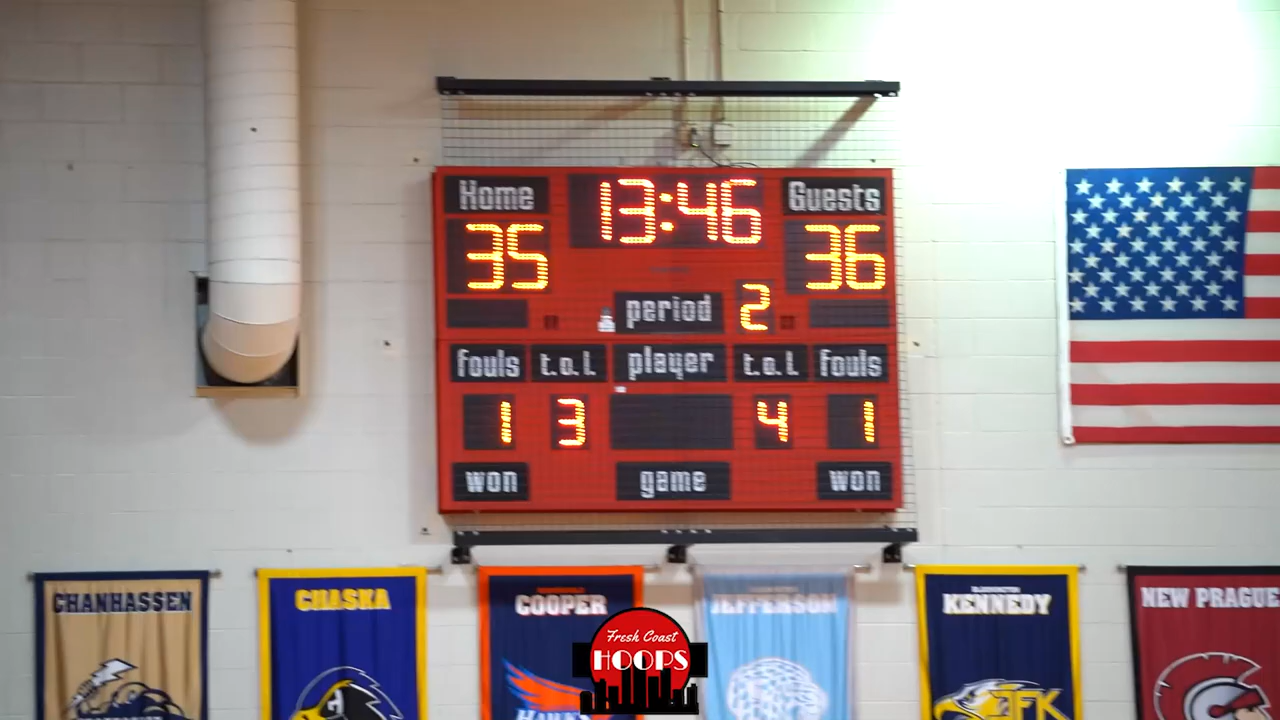 Home 13:46 Guests
35 36
period 2
fouls t.o.l. player t.o.l. fouls
1 3 4 1
won game won
CHANHASSEN CHASKA COOPER JEFFERSON KENNEDY NEW PRAGUE
HAWKS JFK
Fresh Coast
HOOPS